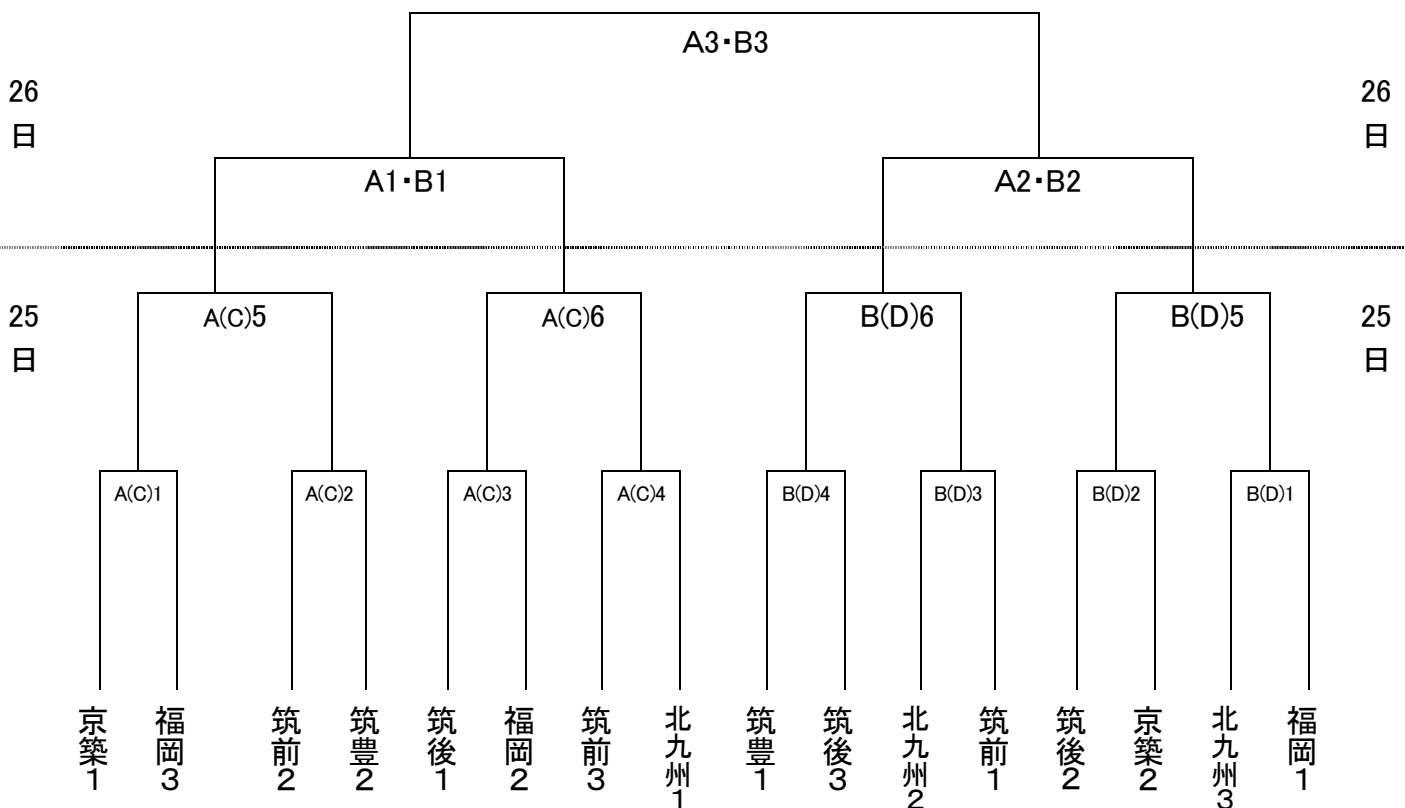 A3・B3
26
日
26
日
A1・B1
A2・B2
25
日
A(C)5
A(C)6
B(D)6
B(D)5
25
日
A(C)1
A(C)2
A(C)3
A(C)4
B(D)4
B(D)3
B(D)2
B(D)1
京築1
福岡3
筑前2
筑豊2
筑後1
福岡2
筑前3
北九州1
筑豊1
筑後3
北九州2
筑前1
筑後2
京築2
北九州3
福岡1